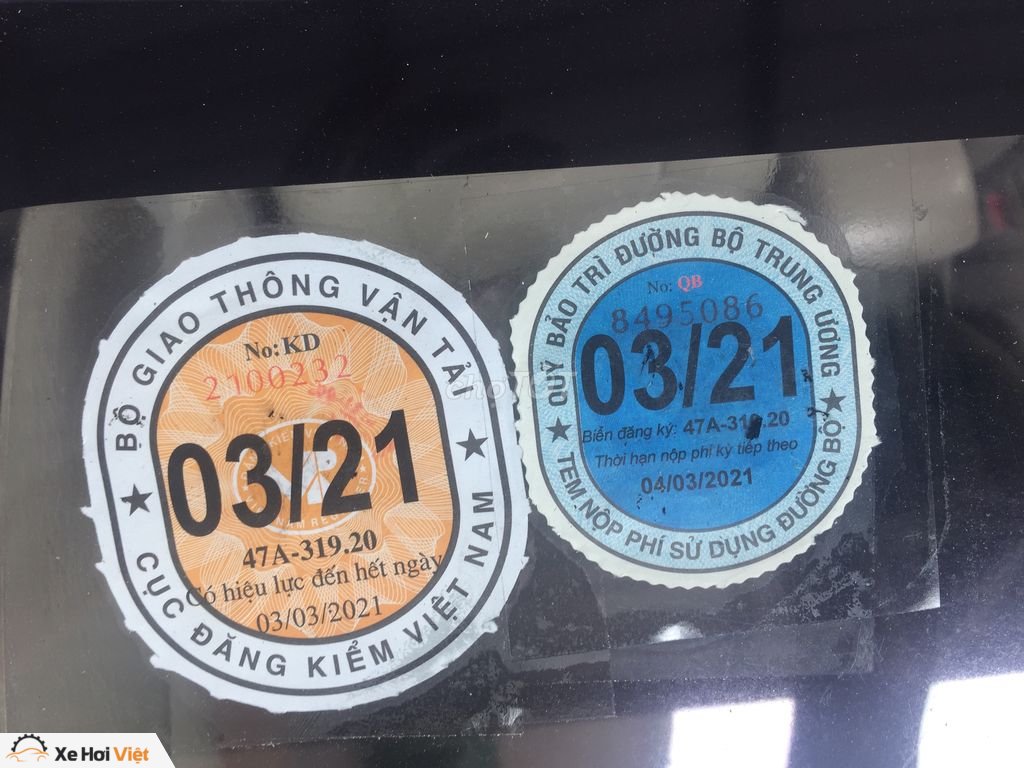 BỘ GIAO THÔNG VẬN TẢI
No: KD
2100232
03/21
47A-319.20
Có hiệu lực đến hết ngày
03/03/2021
CỤC ĐĂNG KIỂM VIỆT NAM
QUỸ BẢO TRÌ ĐƯỜNG BỘ TRUNG ƯƠNG
No: QB
8495086
03/21
Biển đăng ký: 47A-319.20
Thời hạn nộp phí kỳ tiếp theo
04/03/2021
TEM NỘP PHÍ SỬ DỤNG ĐƯỜNG BỘ
Xe Hơi Việt